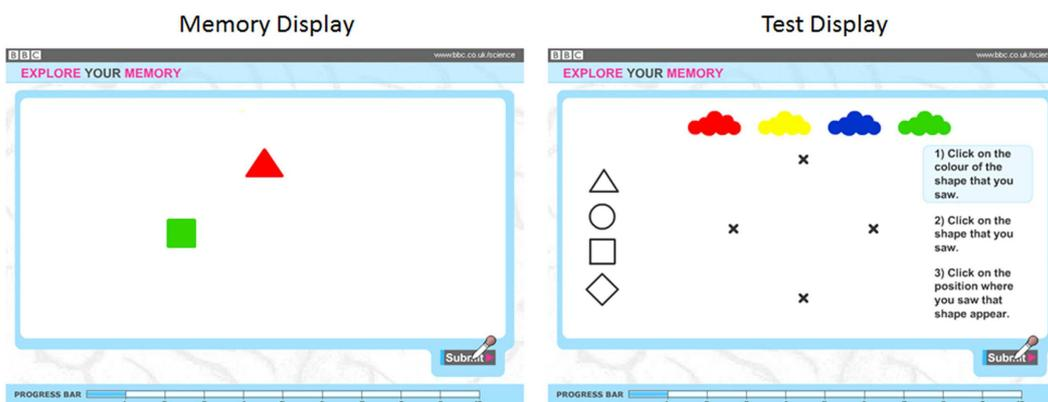 Memory Display
BBC
www.bbc.co.uk/science
EXPLORE YOUR MEMORY
Submit
PROGRESS BAR
Test Display
BBC
www.bbc.co.uk/scien
EXPLORE YOUR MEMORY
1) Click on the
colour of the
shape that you
saw.
2) Click on the
shape that you
saw.
3) Click on the
position where
you saw that
shape appear.
Submit
PROGRESS BAR